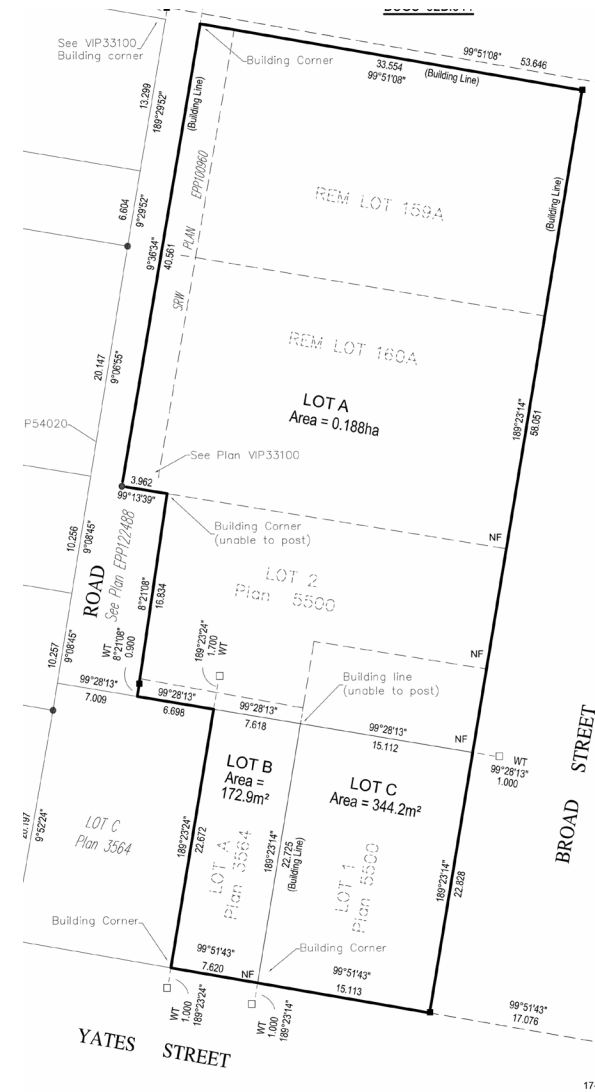 See VIP33100
Building corner
Building Corner
99°51'08"
53.646
33.554
(Building Line)
99°51'08"
13.299
189°29'52"
(Building Line)
SRW PLAN EPP100960
REM LOT 159A
(Building Line)
6.604
9°29'52"
9°36'34"
40.561
REM LOT 160A
20.147
9°06'55"
LOT A
Area = 0.188ha
189°23'14"
58.051
P54020
See Plan VIP33100
3.962
99°13'39"
Building Corner
(unable to post)
NF
10.256
9°08'45"
ROAD
See Plan EPP122488
8°21'08"
16.834
LOT 2
Plan 5500
WT
8°21'08"
0.900
189°23'24"
1.700
WT
NF
Building line
(unable to post)
10.257
9°08'45"
99°28'13"
7.009
99°28'13"
6.698
99°28'13"
7.618
99°28'13"
15.112
NF
WT
99°28'13"
1.000
BROAD STREET
LOT B
Area =
172.9m²
LOT C
Area = 344.2m²
9°52'24"
LOT C
Plan 3564
189°23'24"
22.672
LOT A
Plan 3564
189°23'14"
22.725
(Building Line)
LOT 1
Plan 5500
189°23'14"
22.828
Building Corner
Building Corner
99°51'43"
7.620
NF
99°51'43"
15.113
99°51'43"
17.076
WT
1.000
189°23'24"
WT
1.000
189°23'14"
YATES STREET
17-